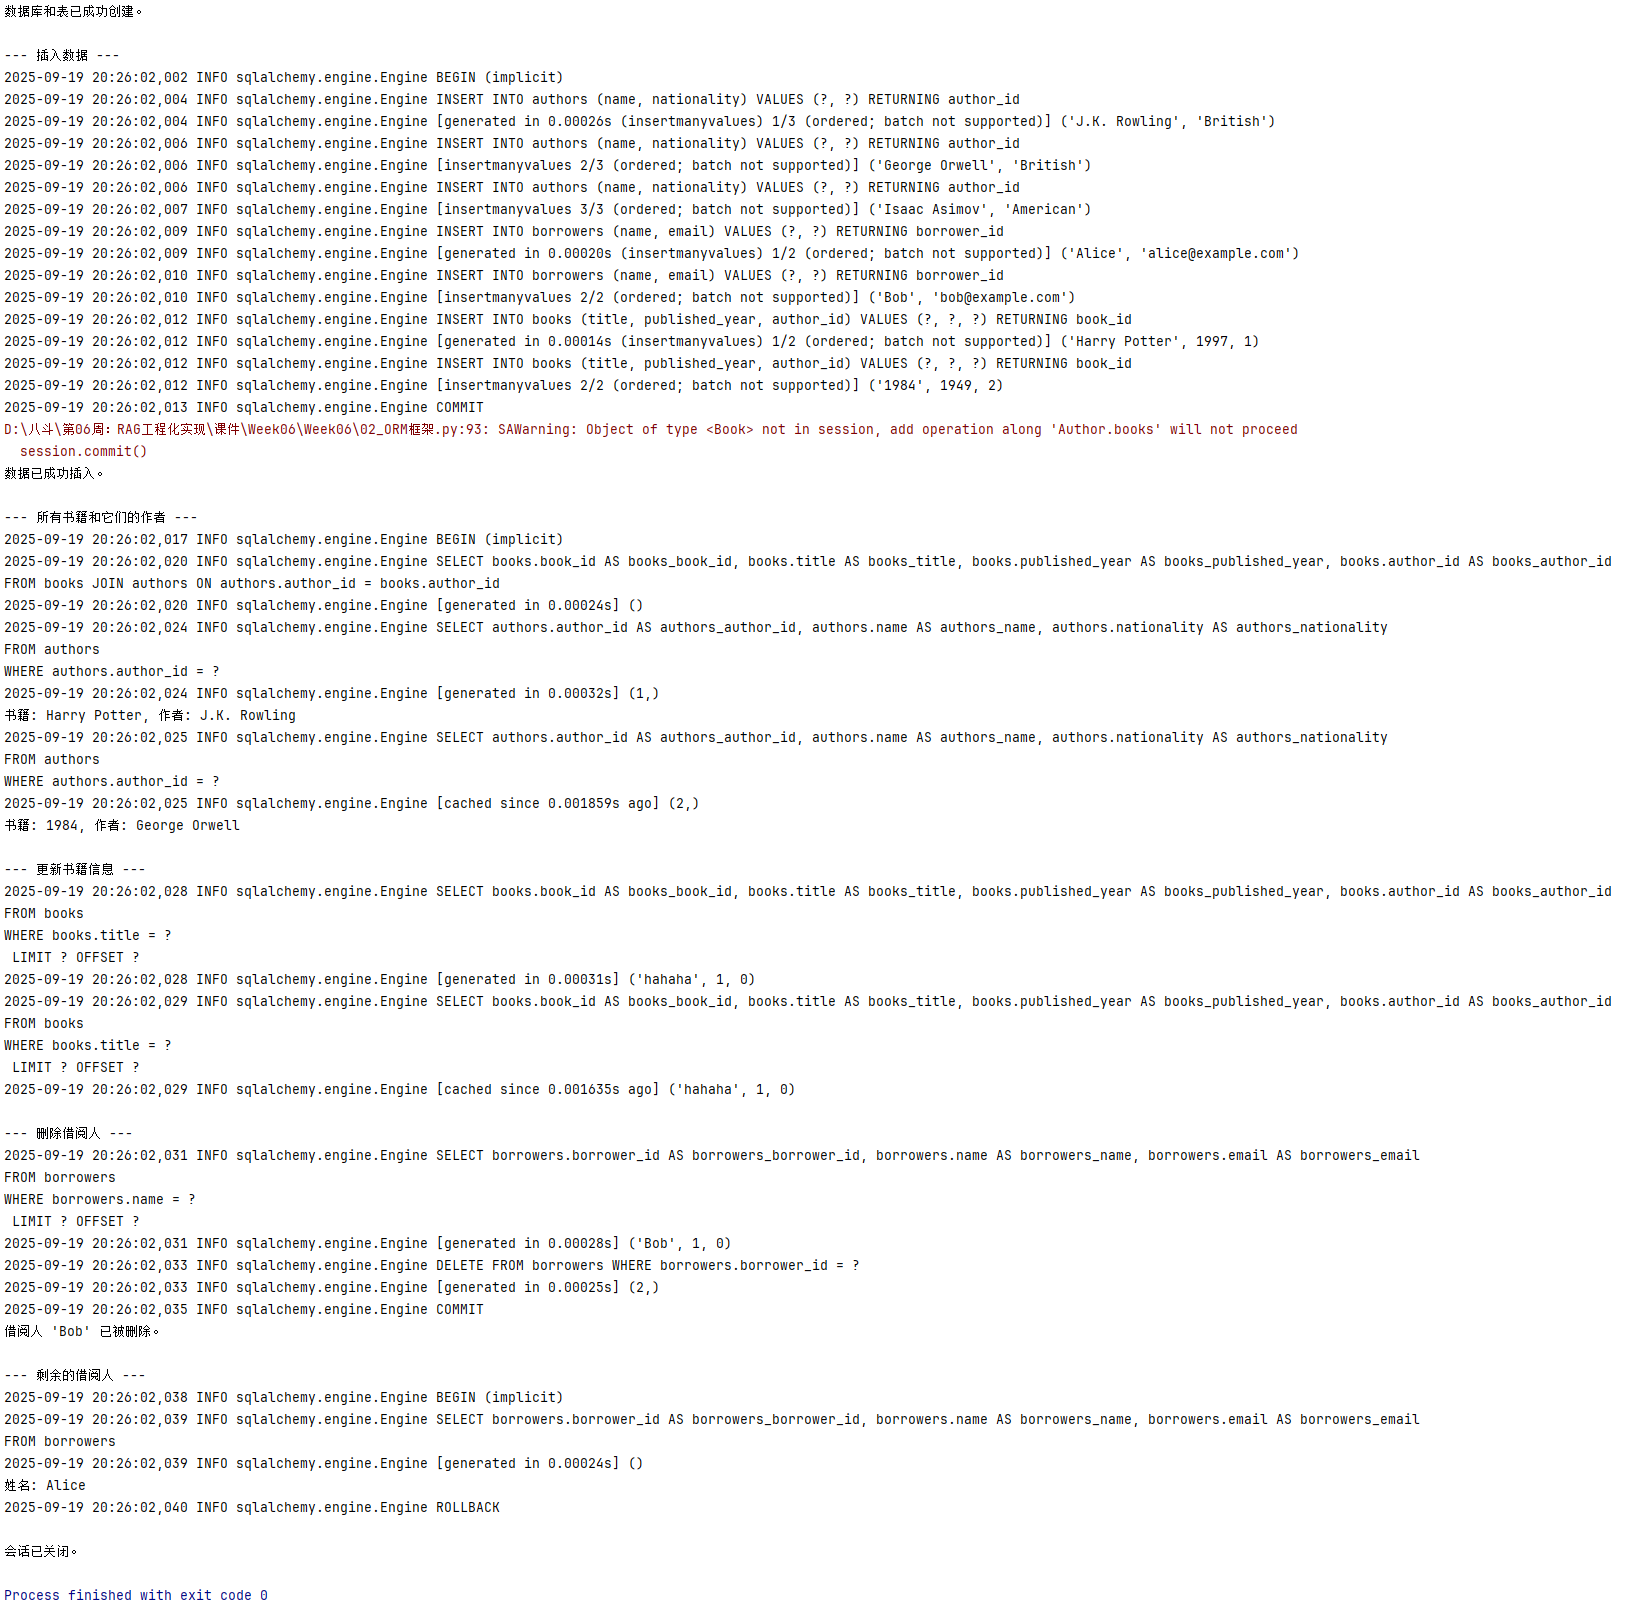 数据库和表已成功创建。
--- 插入数据 ---
2025-09-19 20:26:02,002 INFO sqlalchemy.engine.Engine BEGIN (implicit)
2025-09-19 20:26:02,004 INFO sqlalchemy.engine.Engine INSERT INTO authors (name, nationality) VALUES (?, ?) RETURNING author_id
2025-09-19 20:26:02,004 INFO sqlalchemy.engine.Engine [generated in 0.00026s (insertmanyvalues) 1/3 (ordered; batch not supported)] ('J.K. Rowling', 'British')
2025-09-19 20:26:02,006 INFO sqlalchemy.engine.Engine INSERT INTO authors (name, nationality) VALUES (?, ?) RETURNING author_id
2025-09-19 20:26:02,006 INFO sqlalchemy.engine.Engine [insertmanyvalues 2/3 (ordered; batch not supported)] ('George Orwell', 'British')
2025-09-19 20:26:02,006 INFO sqlalchemy.engine.Engine INSERT INTO authors (name, nationality) VALUES (?, ?) RETURNING author_id
2025-09-19 20:26:02,007 INFO sqlalchemy.engine.Engine [insertmanyvalues 3/3 (ordered; batch not supported)] ('Isaac Asimov', 'American')
2025-09-19 20:26:02,009 INFO sqlalchemy.engine.Engine INSERT INTO borrowers (name, email) VALUES (?, ?) RETURNING borrower_id
2025-09-19 20:26:02,009 INFO sqlalchemy.engine.Engine [generated in 0.00020s (insertmanyvalues) 1/2 (ordered; batch not supported)] ('Alice', 'alice@example.com')
2025-09-19 20:26:02,010 INFO sqlalchemy.engine.Engine INSERT INTO borrowers (name, email) VALUES (?, ?) RETURNING borrower_id
2025-09-19 20:26:02,010 INFO sqlalchemy.engine.Engine [insertmanyvalues 2/2 (ordered; batch not supported)] ('Bob', 'bob@example.com')
2025-09-19 20:26:02,012 INFO sqlalchemy.engine.Engine INSERT INTO books (title, published_year, author_id) VALUES (?, ?, ?) RETURNING book_id
2025-09-19 20:26:02,012 INFO sqlalchemy.engine.Engine [generated in 0.00014s (insertmanyvalues) 1/2 (ordered; batch not supported)] ('Harry Potter', 1997, 1)
2025-09-19 20:26:02,012 INFO sqlalchemy.engine.Engine INSERT INTO books (title, published_year, author_id) VALUES (?, ?, ?) RETURNING book_id
2025-09-19 20:26:02,012 INFO sqlalchemy.engine.Engine [insertmanyvalues 2/2 (ordered; batch not supported)] ('1984', 1949, 2)
2025-09-19 20:26:02,013 INFO sqlalchemy.engine.Engine COMMIT
D:\八斗\第06周：RAG工程化实现\课件\Week06\Week06\02_ORM框架.py:93: SAWarning: Object of type <Book> not in session, add operation along 'Author.books' will not proceed
  session.commit()
数据已成功插入。
--- 所有书籍和它们的作者 ---
2025-09-19 20:26:02,017 INFO sqlalchemy.engine.Engine BEGIN (implicit)
2025-09-19 20:26:02,020 INFO sqlalchemy.engine.Engine SELECT books.book_id AS books_book_id, books.title AS books_title, books.published_year AS books_published_year, books.author_id AS books_author_id
FROM books JOIN authors ON authors.author_id = books.author_id
2025-09-19 20:26:02,020 INFO sqlalchemy.engine.Engine [generated in 0.00024s] ()
2025-09-19 20:26:02,024 INFO sqlalchemy.engine.Engine SELECT authors.author_id AS authors_author_id, authors.name AS authors_name, authors.nationality AS authors_nationality
FROM authors
WHERE authors.author_id = ?
2025-09-19 20:26:02,024 INFO sqlalchemy.engine.Engine [generated in 0.00032s] (1,)
书籍: Harry Potter, 作者: J.K. Rowling
2025-09-19 20:26:02,025 INFO sqlalchemy.engine.Engine SELECT authors.author_id AS authors_author_id, authors.name AS authors_name, authors.nationality AS authors_nationality
FROM authors
WHERE authors.author_id = ?
2025-09-19 20:26:02,025 INFO sqlalchemy.engine.Engine [cached since 0.001859s ago] (2,)
书籍: 1984, 作者: George Orwell
--- 更新书籍信息 ---
2025-09-19 20:26:02,028 INFO sqlalchemy.engine.Engine SELECT books.book_id AS books_book_id, books.title AS books_title, books.published_year AS books_published_year, books.author_id AS books_author_id
FROM books
WHERE books.title = ?
 LIMIT ? OFFSET ?
2025-09-19 20:26:02,028 INFO sqlalchemy.engine.Engine [generated in 0.00031s] ('hahaha', 1, 0)
2025-09-19 20:26:02,029 INFO sqlalchemy.engine.Engine SELECT books.book_id AS books_book_id, books.title AS books_title, books.published_year AS books_published_year, books.author_id AS books_author_id
FROM books
WHERE books.title = ?
 LIMIT ? OFFSET ?
2025-09-19 20:26:02,029 INFO sqlalchemy.engine.Engine [cached since 0.001635s ago] ('hahaha', 1, 0)
--- 删除借阅人 ---
2025-09-19 20:26:02,031 INFO sqlalchemy.engine.Engine SELECT borrowers.borrower_id AS borrowers_borrower_id, borrowers.name AS borrowers_name, borrowers.email AS borrowers_email
FROM borrowers
WHERE borrowers.name = ?
 LIMIT ? OFFSET ?
2025-09-19 20:26:02,031 INFO sqlalchemy.engine.Engine [generated in 0.00028s] ('Bob', 1, 0)
2025-09-19 20:26:02,033 INFO sqlalchemy.engine.Engine DELETE FROM borrowers WHERE borrowers.borrower_id = ?
2025-09-19 20:26:02,033 INFO sqlalchemy.engine.Engine [generated in 0.00025s] (2,)
2025-09-19 20:26:02,035 INFO sqlalchemy.engine.Engine COMMIT
借阅人 'Bob' 已被删除。
--- 剩余的借阅人 ---
2025-09-19 20:26:02,038 INFO sqlalchemy.engine.Engine BEGIN (implicit)
2025-09-19 20:26:02,039 INFO sqlalchemy.engine.Engine SELECT borrowers.borrower_id AS borrowers_borrower_id, borrowers.name AS borrowers_name, borrowers.email AS borrowers_email
FROM borrowers
2025-09-19 20:26:02,039 INFO sqlalchemy.engine.Engine [generated in 0.00024s] ()
姓名: Alice
2025-09-19 20:26:02,040 INFO sqlalchemy.engine.Engine ROLLBACK
会话已关闭。
Process finished with exit code 0